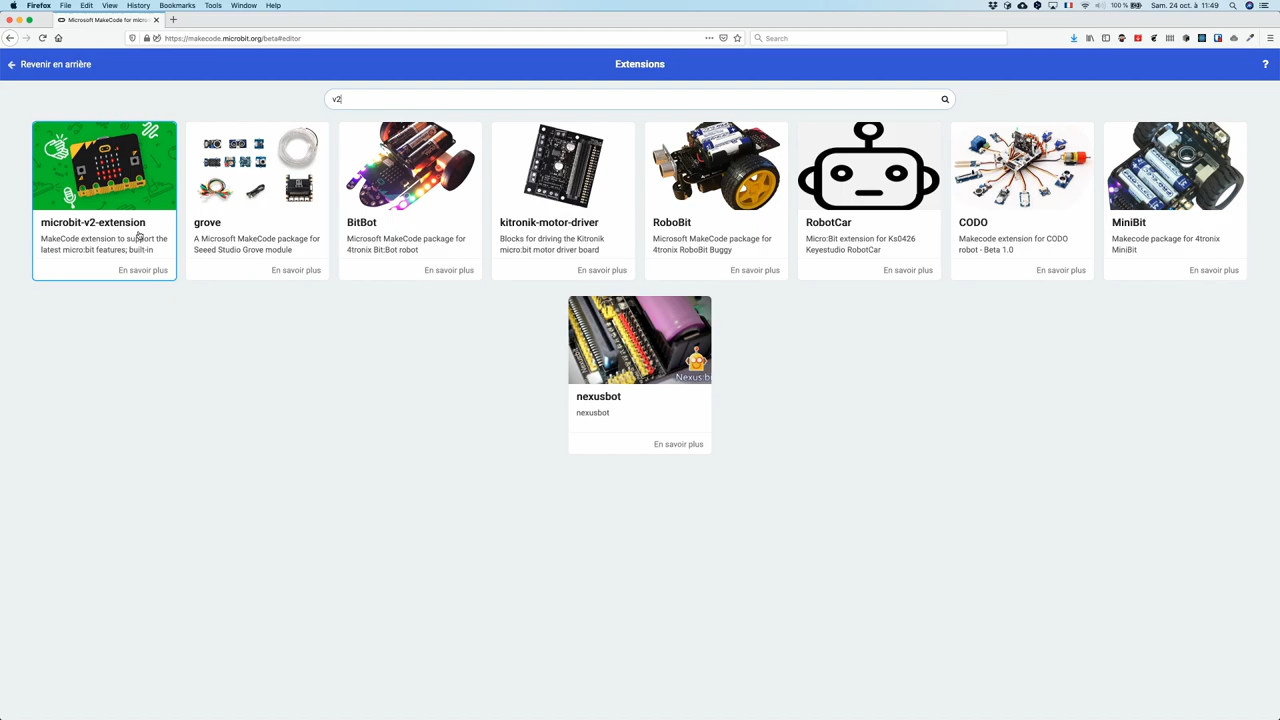 Firefox File Edit View History Bookmarks Tools Window Help
100 % Sam. 24 oct. à 11:49
Microsoft MakeCode for micro:
https://makecode.microbit.org/beta#editor
Search
Revenir en arrière
Extensions
?
v2
microbit-v2-extension
MakeCode extension to support the
latest micro:bit features; built-in
En savoir plus
grove
A Microsoft MakeCode package for
Seeed Studio Grove module
En savoir plus
BitBot
Microsoft MakeCode package for
4tronix Bit:Bot robot
En savoir plus
kitronik-motor-driver
Blocks for driving the Kitronik
micro:bit motor driver board
En savoir plus
RoboBit
Microsoft MakeCode package for
4tronix RoboBit Buggy
En savoir plus
RobotCar
Micro:Bit extension for Ks0426
Keyestudio RobotCar
En savoir plus
CODO
Makecode extension for CODO
robot - Beta 1.0
En savoir plus
MiniBit
Makecode package for 4tronix
MiniBit
En savoir plus
Nexus:bi
nexusbot
nexusbot
En savoir plus